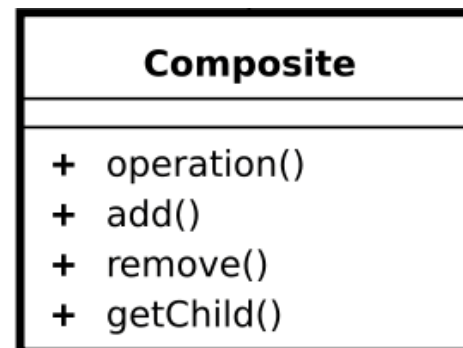 Composite
+ operation()
+ add()
+ remove()
+ getChild()